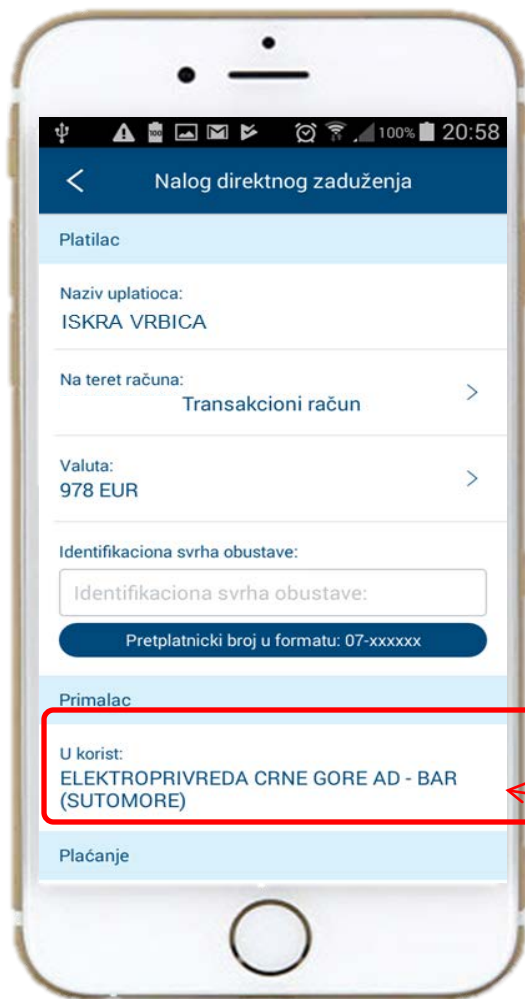 100% 20:58
Nalog direktnog zaduženja
Platilac
Naziv uplatioca:
ISKRA VRBICA
Na teret računa:
Transakcioni račun
Valuta:
978 EUR
Identifikaciona svrha obustave:
Identifikaciona svrha obustave:
Pretplatnicki broj u formatu: 07-xxxxxx
Primalac
U korist:
ELEKTROPRIVREDA CRNE GORE AD - BAR
(SUTOMORE)
Plaćanje